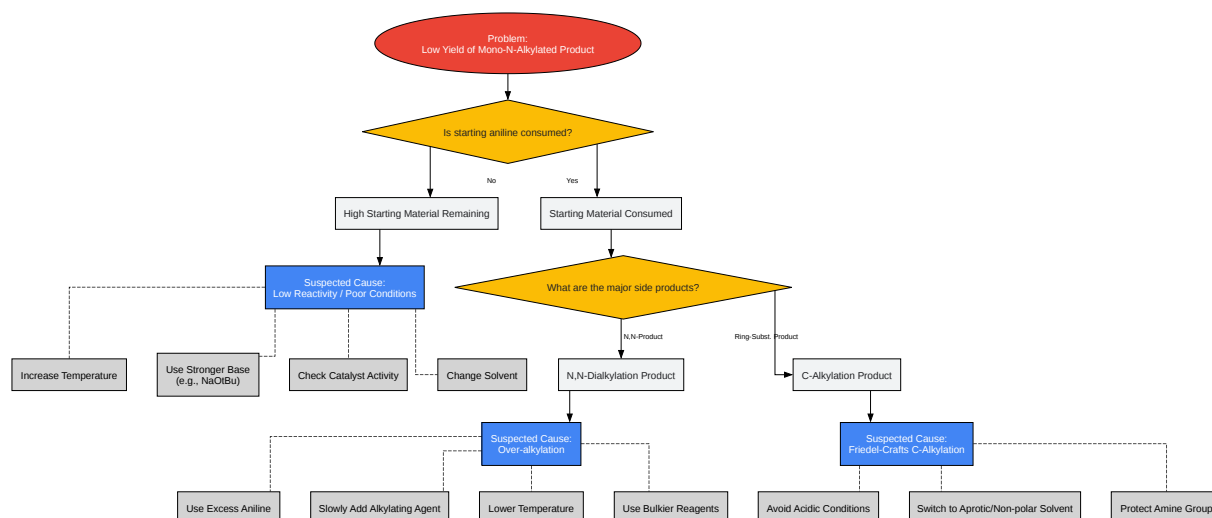 Problem:
Low Yield of Mono-N-Alkylated Product
Is starting aniline consumed?
No
Yes
High Starting Material Remaining
Starting Material Consumed
Suspected Cause:
Low Reactivity / Poor Conditions
What are the major side products?
N,N-Product
Ring-Subst. Product
Increase Temperature
Use Stronger Base
(e.g., NaOtBu)
Check Catalyst Activity
Change Solvent
N,N-Dialkylation Product
C-Alkylation Product
Suspected Cause:
Over-alkylation
Suspected Cause:
Friedel-Crafts C-Alkylation
Use Excess Aniline
Slowly Add Alkylating Agent
Lower Temperature
Use Bulkier Reagents
Avoid Acidic Conditions
Switch to Aprotic/Non-polar Solvent
Protect Amine Group